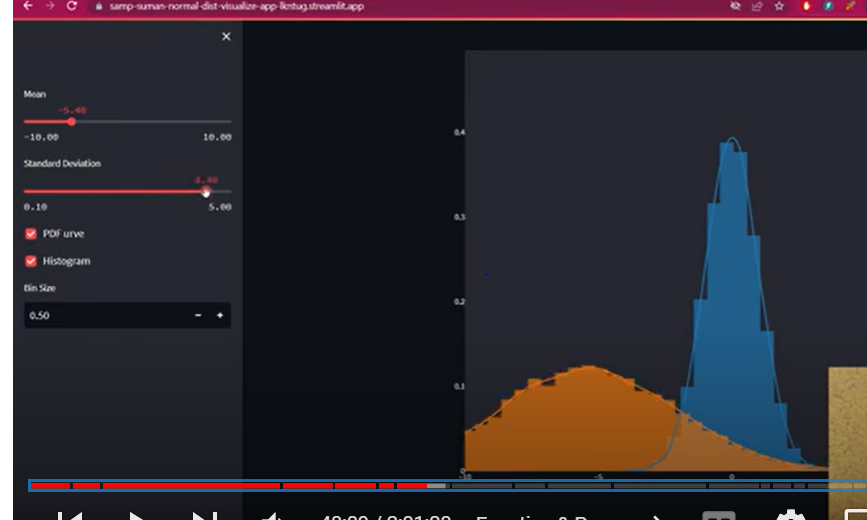 samp-suman-normal-dist-visualize-app-lkntug.streamlit.app
Mean
-5.40
-10.00 10.00
Standard Deviation
0.10 5.00
PDF urve
Histogram
Bin Size
0.50 - +
0.4
0.3
0.2
0.1
0
-10 -5 0